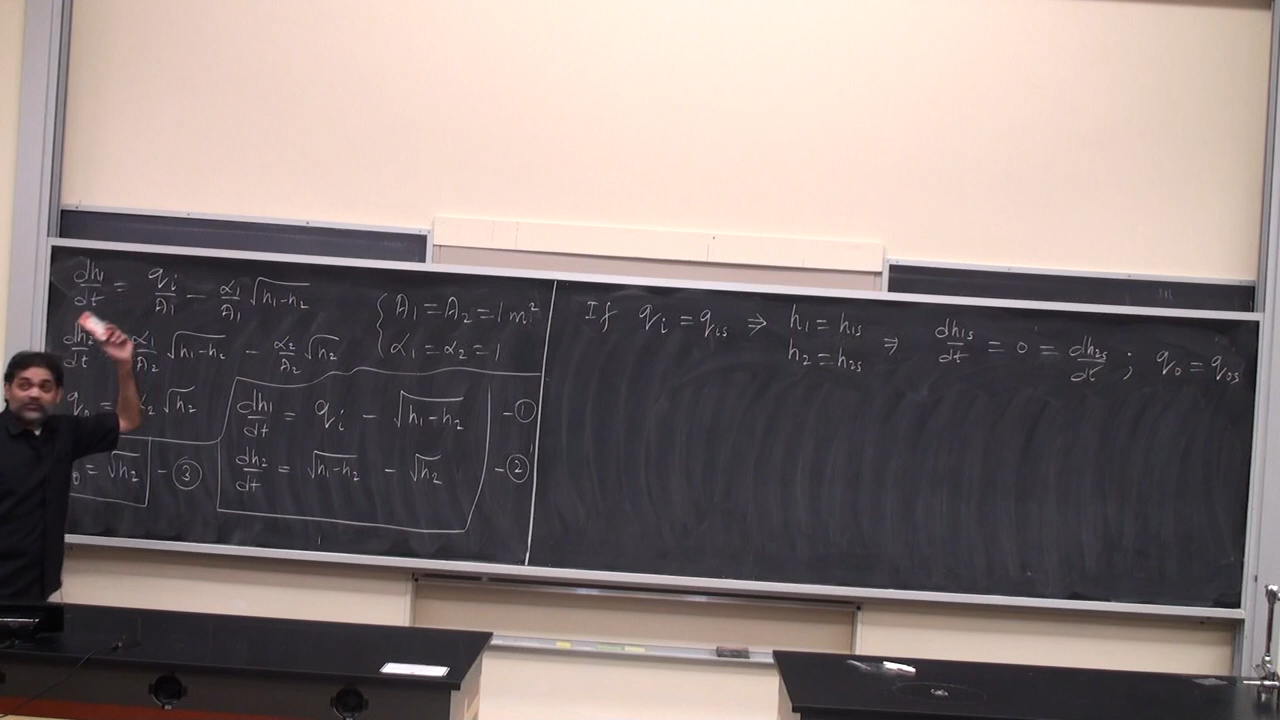 dh₁/dt = qᵢ/A₁ − α₁/A₁ √(h₁−h₂)
dh₂ α₁/A₂ √(h₁−h₂) − α₂/A₂ √h₂
q₀ = α₂ √h₂
₀ = √h₂ − ③
{ A₁ = A₂ = 1 m²
α₁ = α₂ = 1
dh₁/dt = qᵢ − √(h₁−h₂) − ①
dh₂/dt = √(h₁−h₂) − √h₂ − ②
If qᵢ = qᵢₛ ⇒ h₁ = h₁ₛ
h₂ = h₂ₛ
⇒ dh₁ₛ/dt = 0 = dh₂ₛ/dt ; q₀ = q₀ₛ